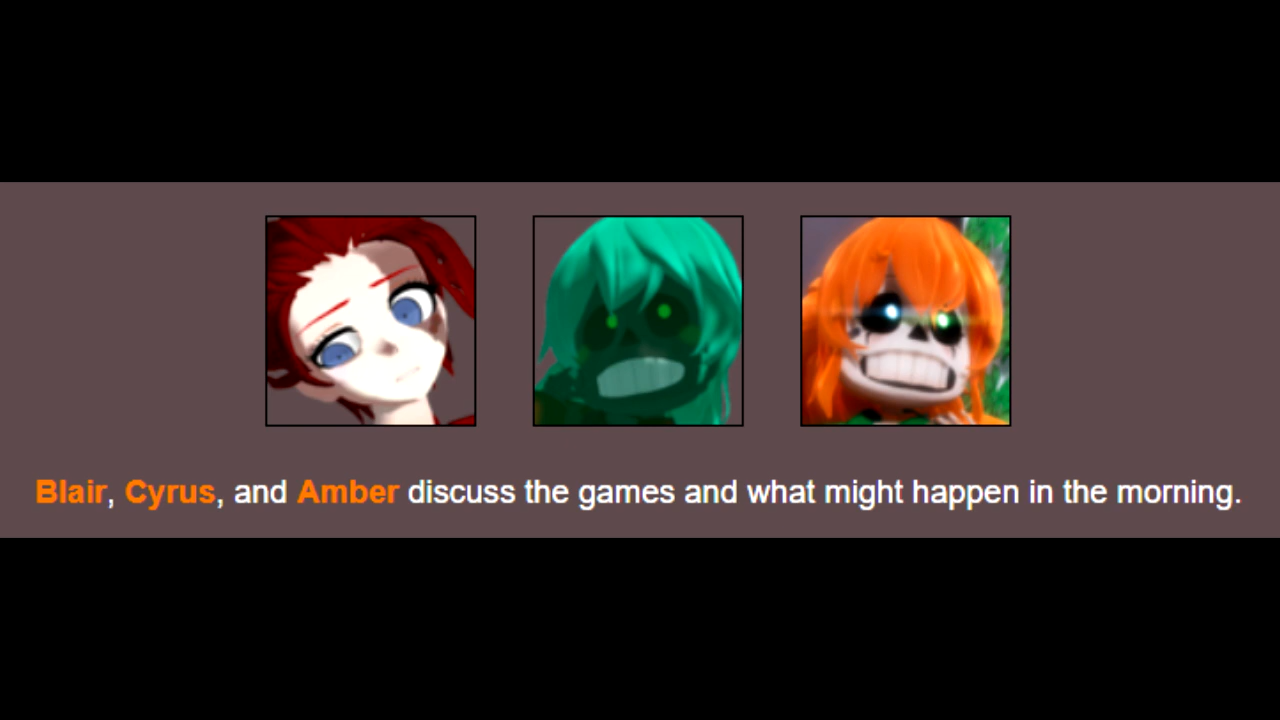 Blair, Cyrus, and Amber discuss the games and what might happen in the morning.